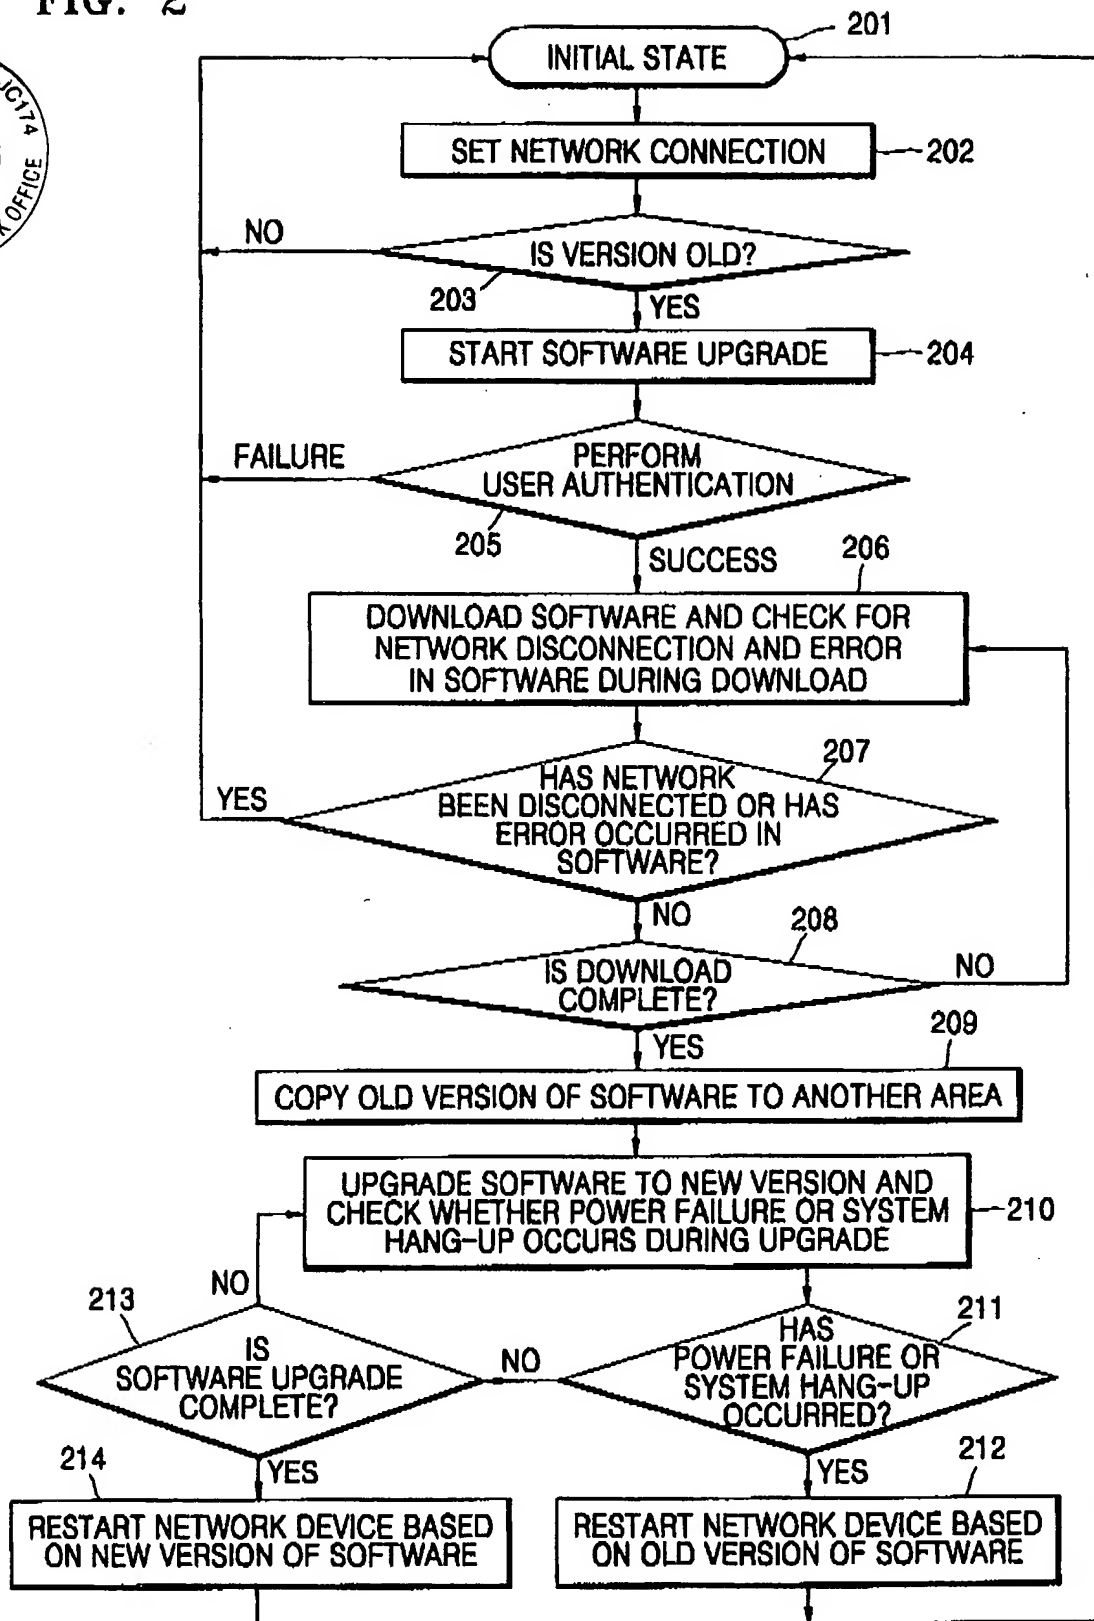 FIG. 2
JC174
OFFICE
201
INITIAL STATE
SET NETWORK CONNECTION
202
NO
IS VERSION OLD?
203
YES
START SOFTWARE UPGRADE
204
FAILURE
PERFORM
USER AUTHENTICATION
205
SUCCESS
206
DOWNLOAD SOFTWARE AND CHECK FOR
NETWORK DISCONNECTION AND ERROR
IN SOFTWARE DURING DOWNLOAD
207
YES
HAS NETWORK
BEEN DISCONNECTED OR HAS
ERROR OCCURRED IN
SOFTWARE?
NO
208
IS DOWNLOAD
COMPLETE?
NO
YES
209
COPY OLD VERSION OF SOFTWARE TO ANOTHER AREA
UPGRADE SOFTWARE TO NEW VERSION AND
CHECK WHETHER POWER FAILURE OR SYSTEM
HANG-UP OCCURS DURING UPGRADE
210
NO
213
IS
SOFTWARE UPGRADE
COMPLETE?
NO
211
HAS
POWER FAILURE OR
SYSTEM HANG-UP
OCCURRED?
214
YES
212
YES
RESTART NETWORK DEVICE BASED
ON NEW VERSION OF SOFTWARE
RESTART NETWORK DEVICE BASED
ON OLD VERSION OF SOFTWARE